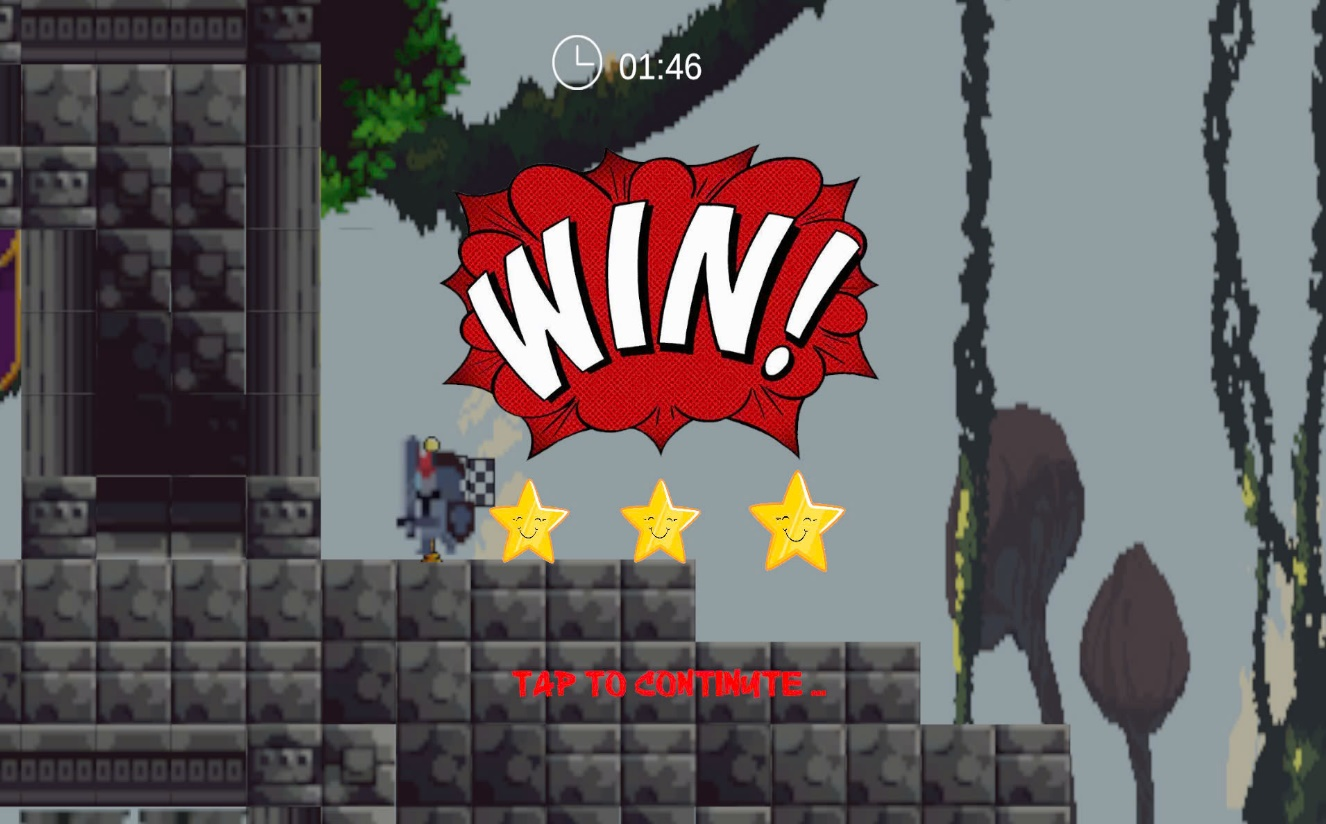 01:46
WIN!
TAP TO CONTINUTE ...